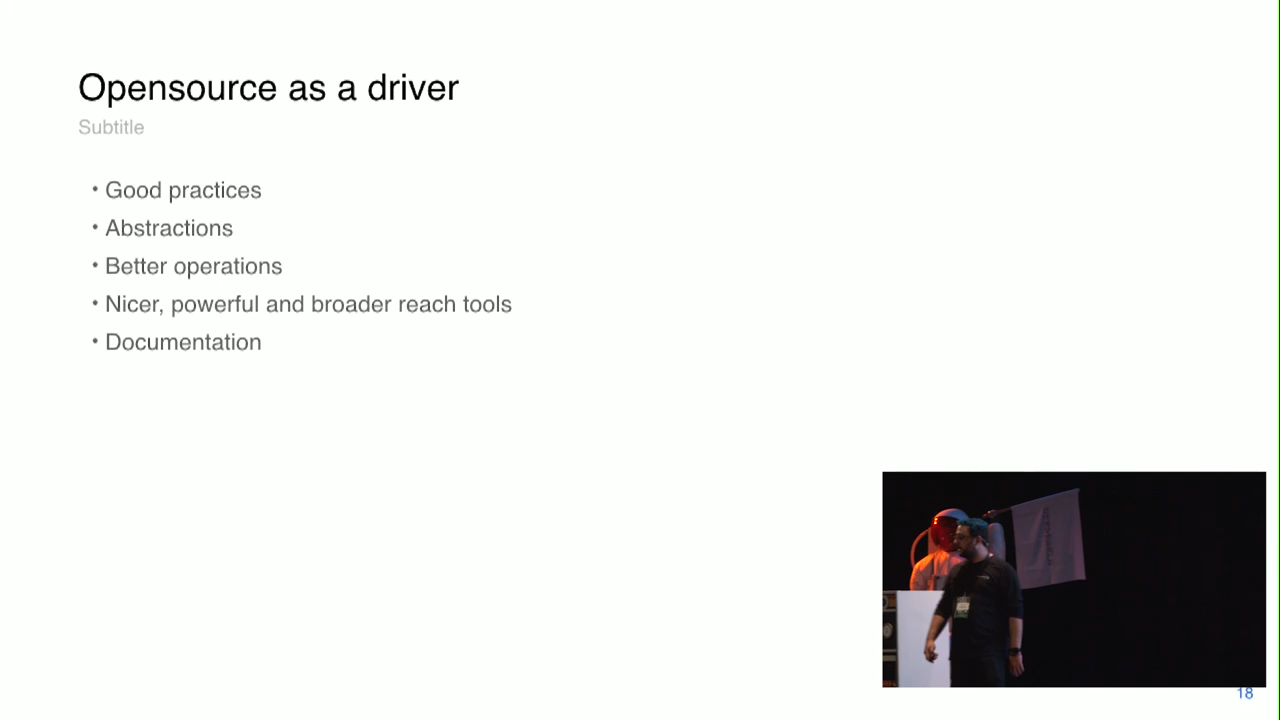 Opensource as a driver
Subtitle
• Good practices
• Abstractions
• Better operations
• Nicer, powerful and broader reach tools
• Documentation
18